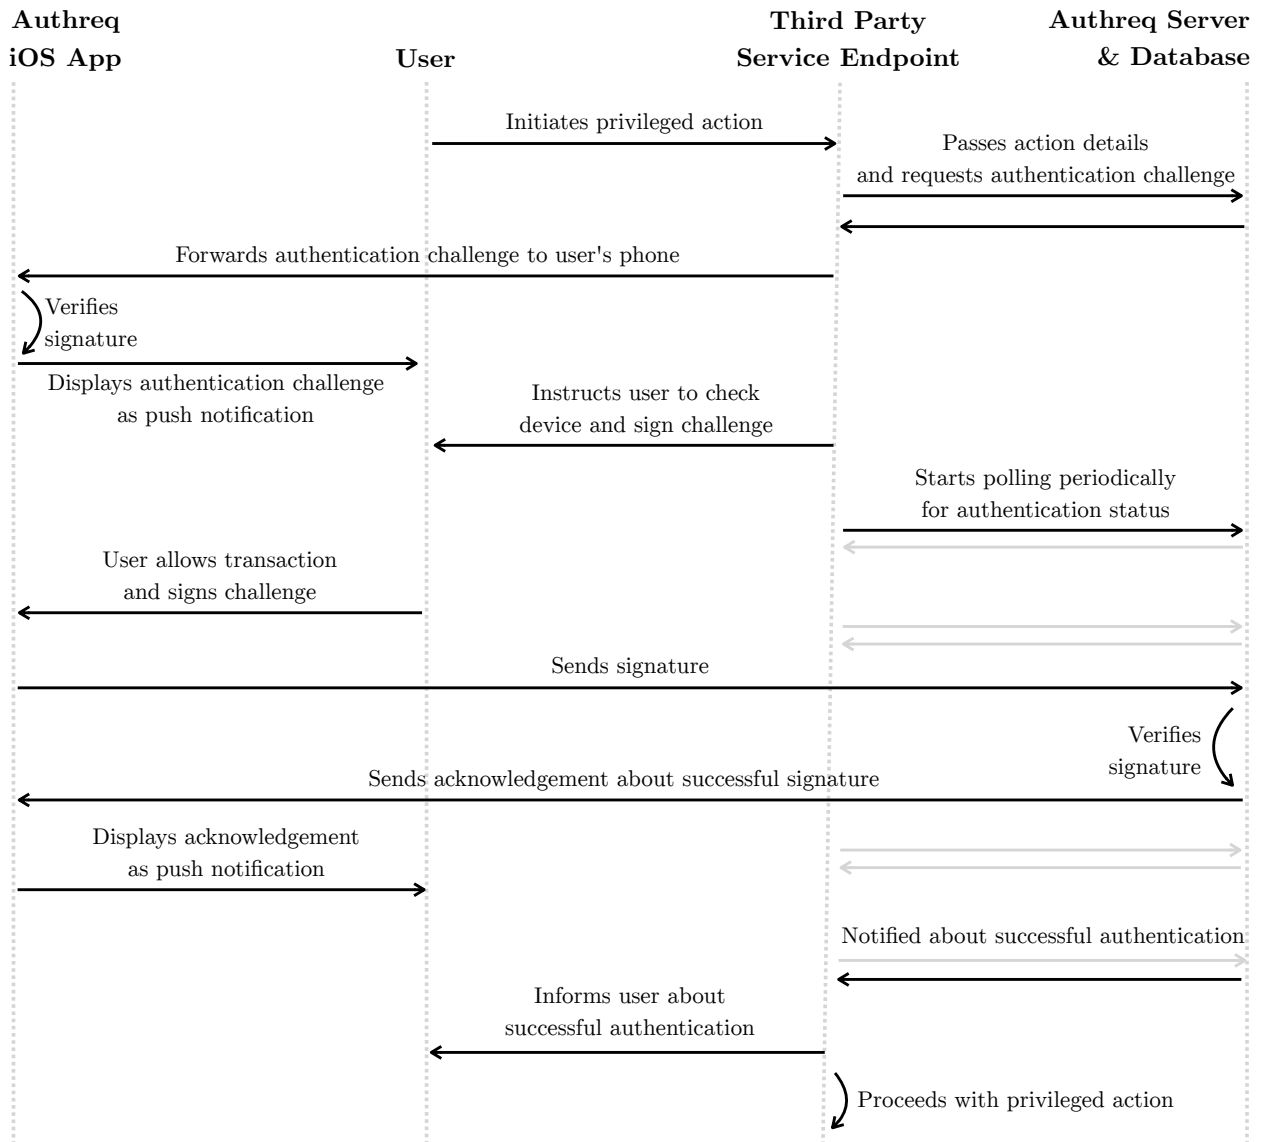 Authreq
iOS App
User
Third Party
Service Endpoint
Authreq Server
& Database
Initiates privileged action
Passes action details
and requests authentication challenge
Forwards authentication challenge to user's phone
Verifies
signature
Displays authentication challenge
as push notification
Instructs user to check
device and sign challenge
Starts polling periodically
for authentication status
User allows transaction
and signs challenge
Sends signature
Verifies
signature
Sends acknowledgement about successful signature
Displays acknowledgement
as push notification
Notified about successful authentication
Informs user about
successful authentication
Proceeds with privileged action